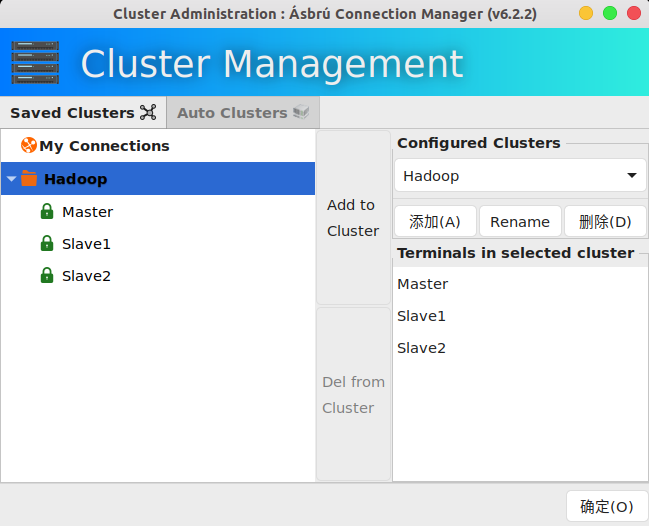 Cluster Administration : Ásbrú Connection Manager (v6.2.2)
Cluster Management
Saved Clusters
Auto Clusters
My Connections
Hadoop
Master
Slave1
Slave2
Add to
Cluster
Del from
Cluster
Configured Clusters
Hadoop
添加(A)
Rename
删除(D)
Terminals in selected cluster
Master
Slave1
Slave2
确定(O)